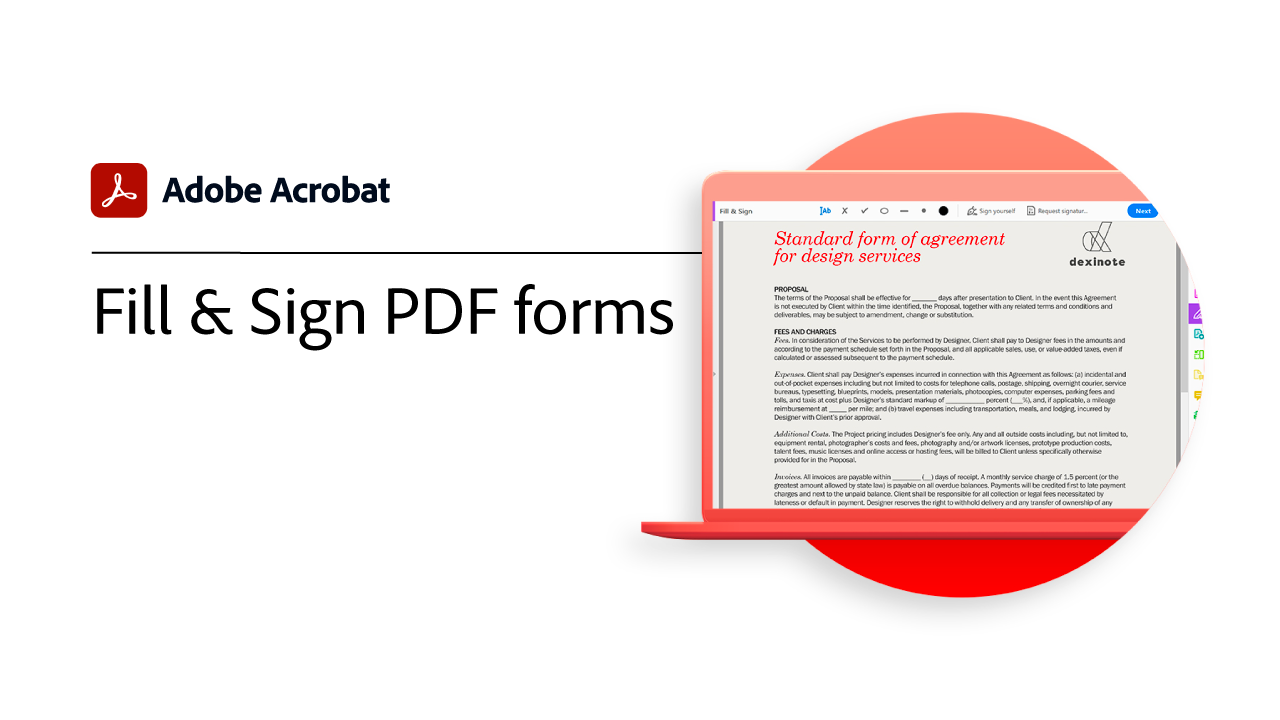 Adobe Acrobat
Fill & Sign PDF forms
Fill & Sign
Ab
Sign yourself
Request signatur...
Next
Standard form of agreement
for design services
dexinote
PROPOSAL
The terms of the Proposal shall be effective for _______ days after presentation to Client. In the event this Agreement
is not executed by Client within the time identified, the Proposal, together with any related terms and conditions and
deliverables, may be subject to amendment, change or substitution.
FEES AND CHARGES
Fees. In consideration of the Services to be performed by Designer, Client shall pay to Designer fees in the amounts and
according to the payment schedule set forth in the Proposal, and all applicable sales, use, or value-added taxes, even if
calculated or assessed subsequent to the payment schedule.
Expenses. Client shall pay Designer's expenses incurred in connection with this Agreement as follows: (a) incidental and
out-of-pocket expenses including but not limited to costs for telephone calls, postage, shipping, overnight courier, service
bureaus, typesetting, blueprints, models, presentation materials, photocopies, computer expenses, parking fees and
tolls, and taxis at cost plus Designer's standard markup of ___________ percent (___%), and, if applicable, a mileage
reimbursement at _____ per mile; and (b) travel expenses including transportation, meals, and lodging, incurred by
Designer with Client's prior approval.
Additional Costs. The Project pricing includes Designer's fee only. Any and all outside costs including, but not limited to,
equipment rental, photographer's costs and fees, photography and/or artwork licenses, prototype production costs,
talent fees, music licenses and online access or hosting fees, will be billed to Client unless specifically otherwise
provided for in the Proposal.
Invoices. All invoices are payable within ________ (__) days of receipt. A monthly service charge of 1.5 percent (or the
greatest amount allowed by state law) is payable on all overdue balances. Payments will be credited first to late payment
charges and next to the unpaid balance. Client shall be responsible for all collection or legal fees necessitated by
lateness or default in payment. Designer reserves the right to withhold delivery and any transfer of ownership of any